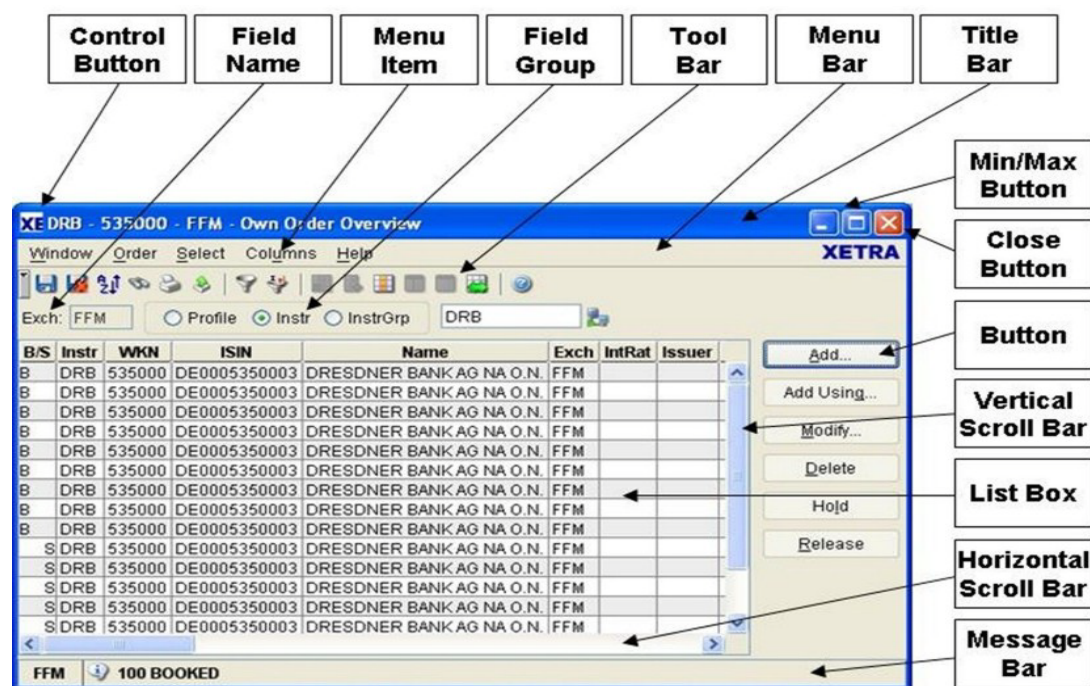 Control Button
Field Name
Menu Item
Field Group
Tool Bar
Menu Bar
Title Bar
Min/Max Button
Close Button
Button
Vertical Scroll Bar
List Box
Horizontal Scroll Bar
Message Bar
XE DRB - 535000 - FFM - Own Order Overview
Window Order Select Columns Help XETRA
Exch: FFM Profile Instr InstrGrp DRB
B/S Instr WKN ISIN Name Exch IntRat Issuer
B DRB 535000 DE0005350003 DRESDNER BANK AG NA O.N. FFM
B DRB 535000 DE0005350003 DRESDNER BANK AG NA O.N. FFM
B DRB 535000 DE0005350003 DRESDNER BANK AG NA O.N. FFM
B DRB 535000 DE0005350003 DRESDNER BANK AG NA O.N. FFM
B DRB 535000 DE0005350003 DRESDNER BANK AG NA O.N. FFM
B DRB 535000 DE0005350003 DRESDNER BANK AG NA O.N. FFM
B DRB 535000 DE0005350003 DRESDNER BANK AG NA O.N. FFM
B DRB 535000 DE0005350003 DRESDNER BANK AG NA O.N. FFM
B DRB 535000 DE0005350003 DRESDNER BANK AG NA O.N. FFM
S DRB 535000 DE0005350003 DRESDNER BANK AG NA O.N. FFM
S DRB 535000 DE0005350003 DRESDNER BANK AG NA O.N. FFM
S DRB 535000 DE0005350003 DRESDNER BANK AG NA O.N. FFM
S DRB 535000 DE0005350003 DRESDNER BANK AG NA O.N. FFM
S DRB 535000 DE0005350003 DRESDNER BANK AG NA O.N. FFM
Add...
Add Using...
Modify...
Delete
Hold
Release
FFM 100 BOOKED